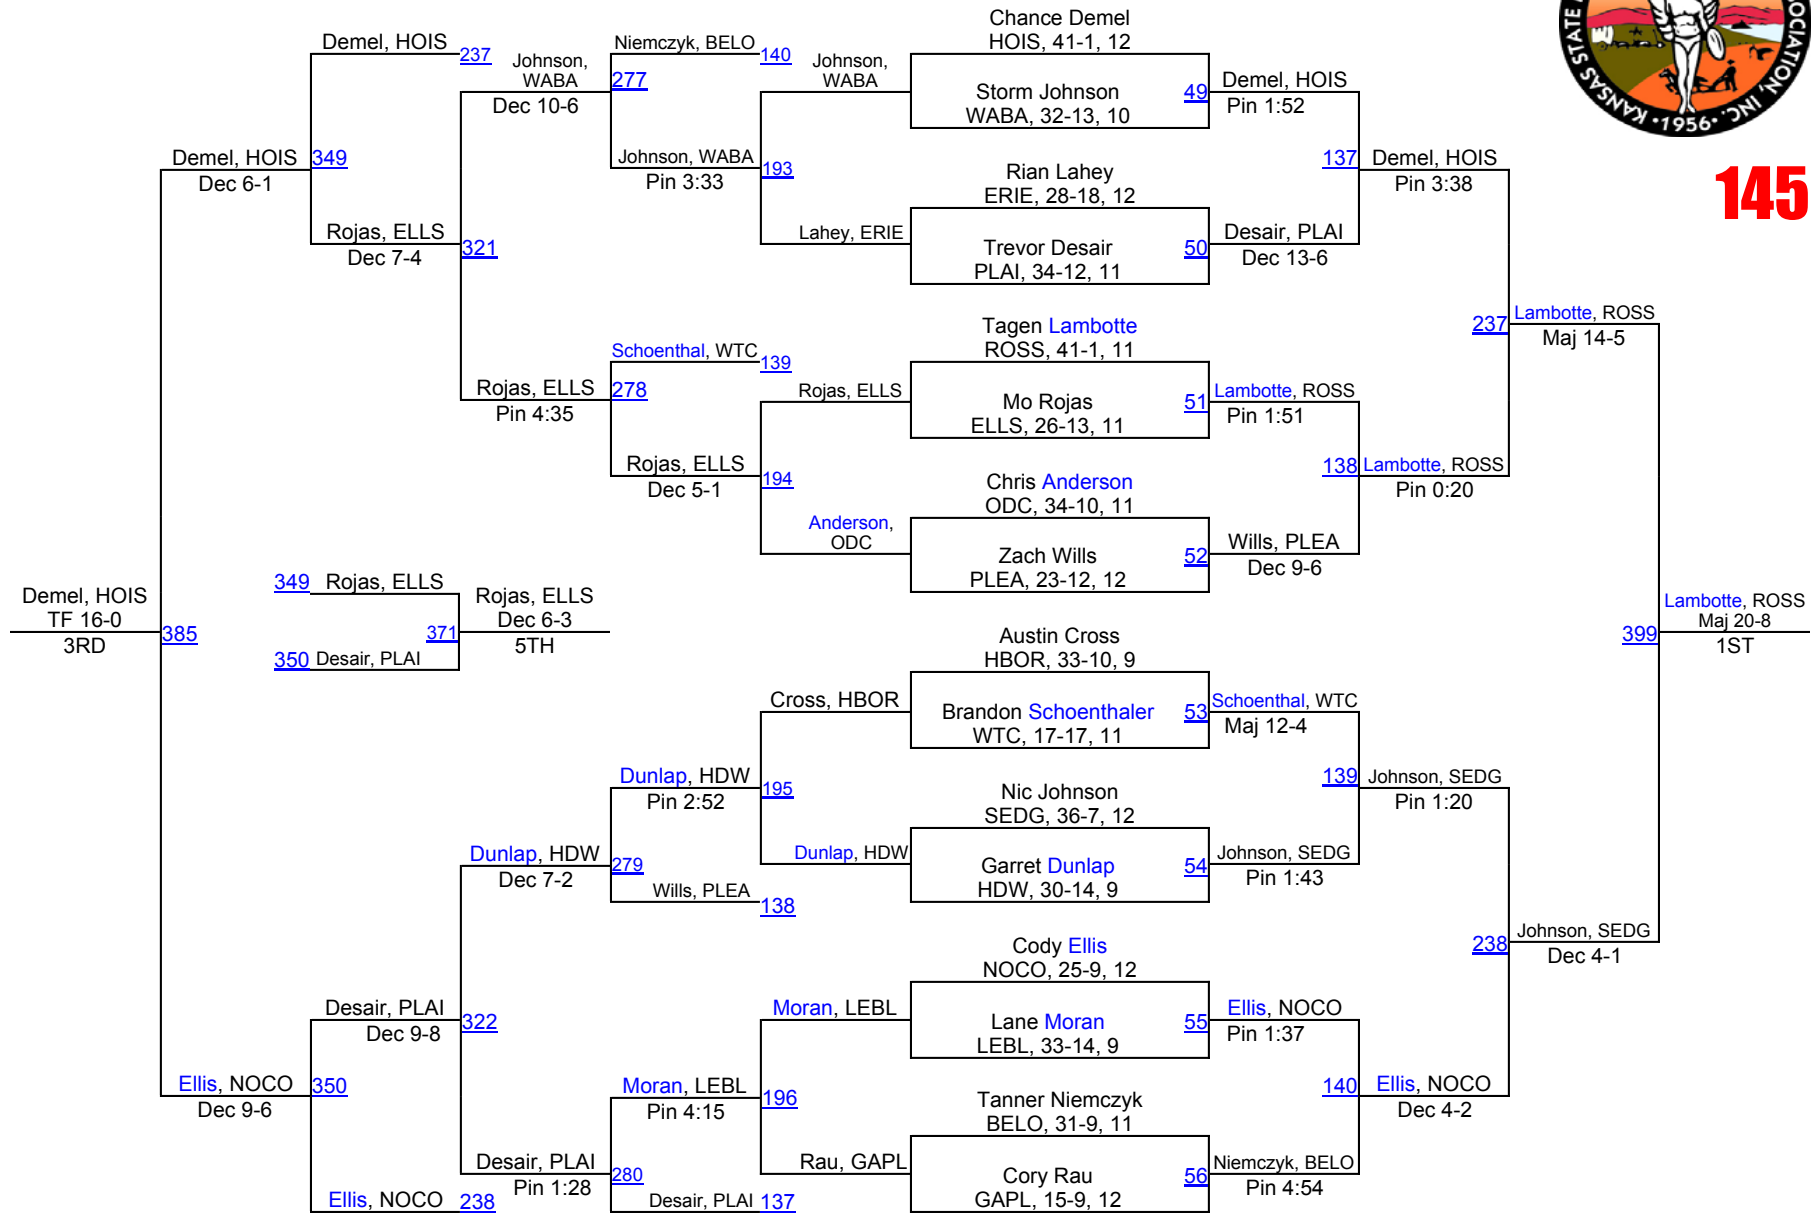 KANSAS STATE
OCIATION, INC.
•1956•
145
Demel, HOIS
237
Johnson,
WABA
Dec 10-6
Niemczyk, BELO
140
277
Johnson,
WABA
Johnson, WABA
Pin 3:33
193
Lahey, ERIE
Demel, HOIS
Dec 6-1
349
Rojas, ELLS
Dec 7-4
321
Schoenthal, WTC
139
Rojas, ELLS
Pin 4:35
278
Rojas, ELLS
Rojas, ELLS
Dec 5-1
194
Anderson,
ODC
Demel, HOIS
TF 16-0
3RD
385
349 Rojas, ELLS
371
350 Desair, PLAI
Rojas, ELLS
Dec 6-3
5TH
Cross, HBOR
Dunlap, HDW
Pin 2:52
195
Dunlap, HDW
Dunlap, HDW
Dec 7-2
279
Wills, PLEA
138
Desair, PLAI
Dec 9-8
322
Moran, LEBL
Moran, LEBL
Pin 4:15
196
Rau, GAPL
Ellis, NOCO
Dec 9-6
350
Desair, PLAI
Pin 1:28
280
Desair, PLAI 137
Ellis, NOCO 238
Chance Demel
HOIS, 41-1, 12
Storm Johnson
WABA, 32-13, 10
49
Rian Lahey
ERIE, 28-18, 12
Trevor Desair
PLAI, 34-12, 11
50
Tagen Lambotte
ROSS, 41-1, 11
Mo Rojas
ELLS, 26-13, 11
51
Chris Anderson
ODC, 34-10, 11
Zach Wills
PLEA, 23-12, 12
52
Austin Cross
HBOR, 33-10, 9
Brandon Schoenthaler
WTC, 17-17, 11
53
Nic Johnson
SEDG, 36-7, 12
Garret Dunlap
HDW, 30-14, 9
54
Cody Ellis
NOCO, 25-9, 12
Lane Moran
LEBL, 33-14, 9
55
Tanner Niemczyk
BELO, 31-9, 11
Cory Rau
GAPL, 15-9, 12
56
Demel, HOIS
Pin 1:52
137
Desair, PLAI
Dec 13-6
Demel, HOIS
Pin 3:38
Lambotte, ROSS
Pin 1:51
138
Wills, PLEA
Dec 9-6
Lambotte, ROSS
Pin 0:20
237
Lambotte, ROSS
Maj 14-5
Schoenthal, WTC
Maj 12-4
139
Johnson, SEDG
Pin 1:43
Johnson, SEDG
Pin 1:20
Ellis, NOCO
Pin 1:37
140
Niemczyk, BELO
Pin 4:54
Ellis, NOCO
Dec 4-2
238
Johnson, SEDG
Dec 4-1
399
Lambotte, ROSS
Maj 20-8
1ST